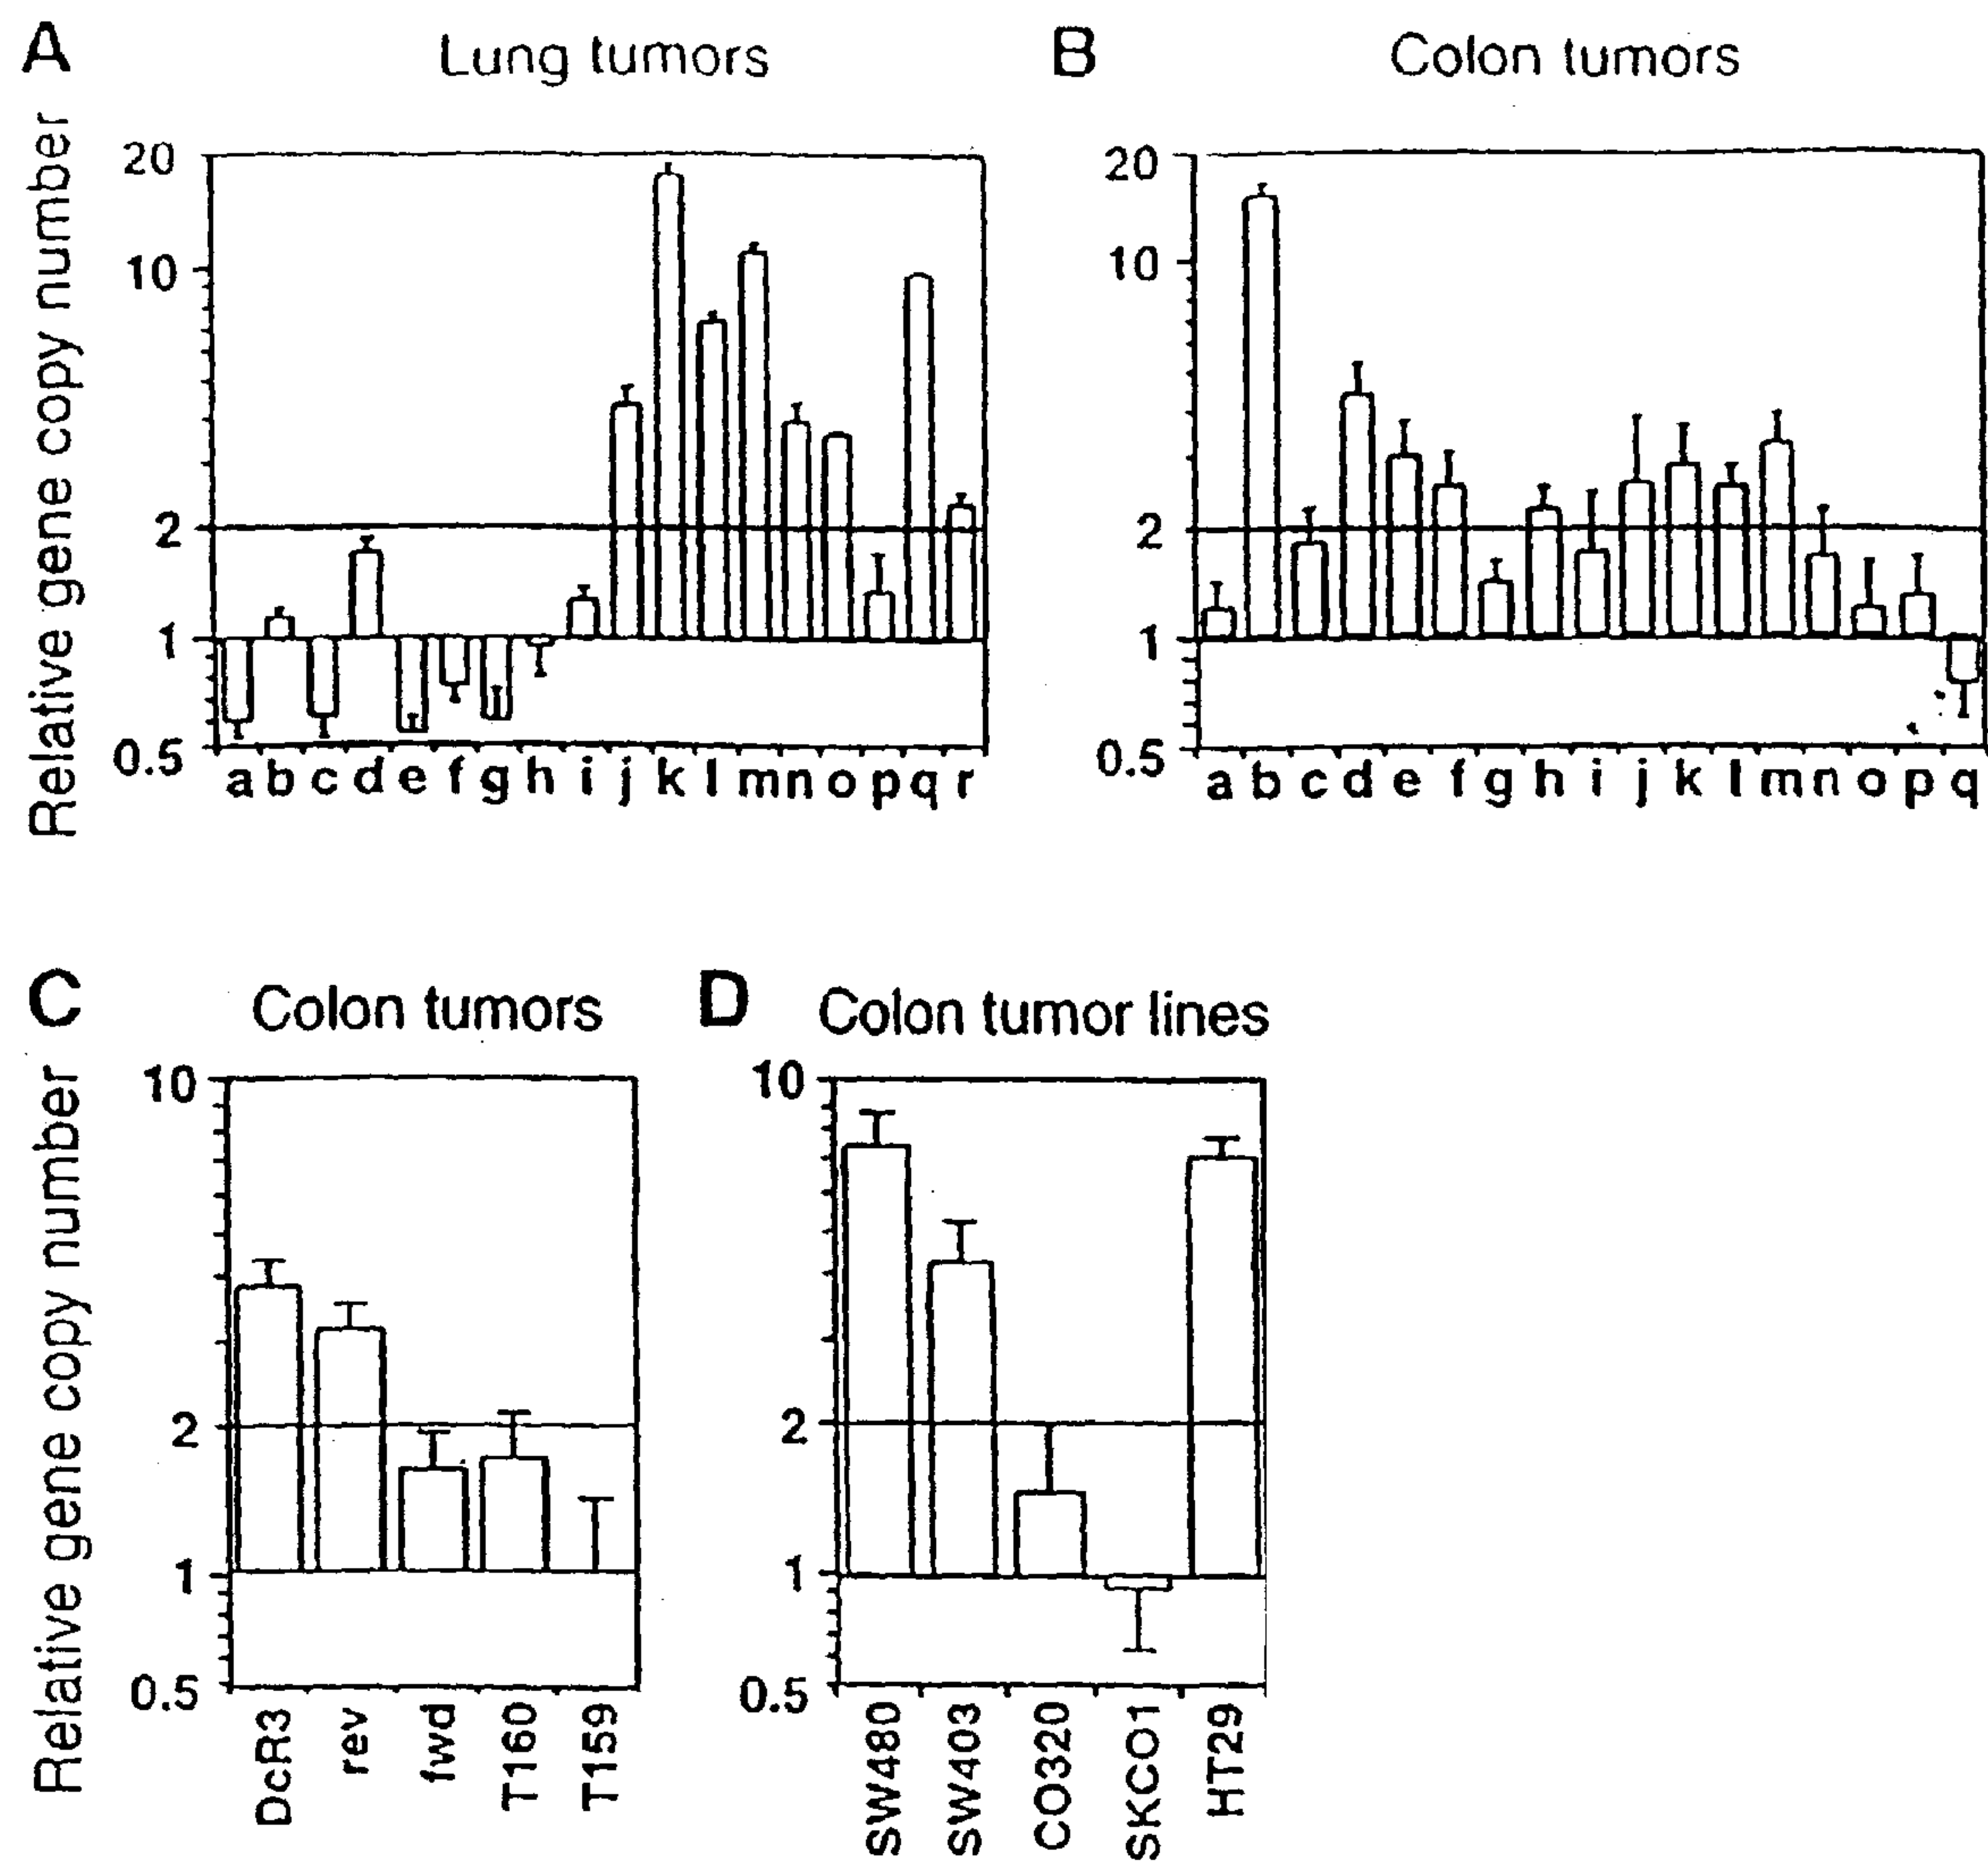 A
Lung tumors
Relative gene copy number
20
10
2
1
0.5
a b c d e f g h i j k l m n o p q r
B
Colon tumors
20
10
2
1
0.5
a b c d e f g h i j k l m n o p q
C
Colon tumors
Relative gene copy number
10
2
1
0.5
DcR3
rev
fwd
T160
T159
D
Colon tumor lines
10
2
1
0.5
SW480
SW403
CO320
SKCO1
HT29